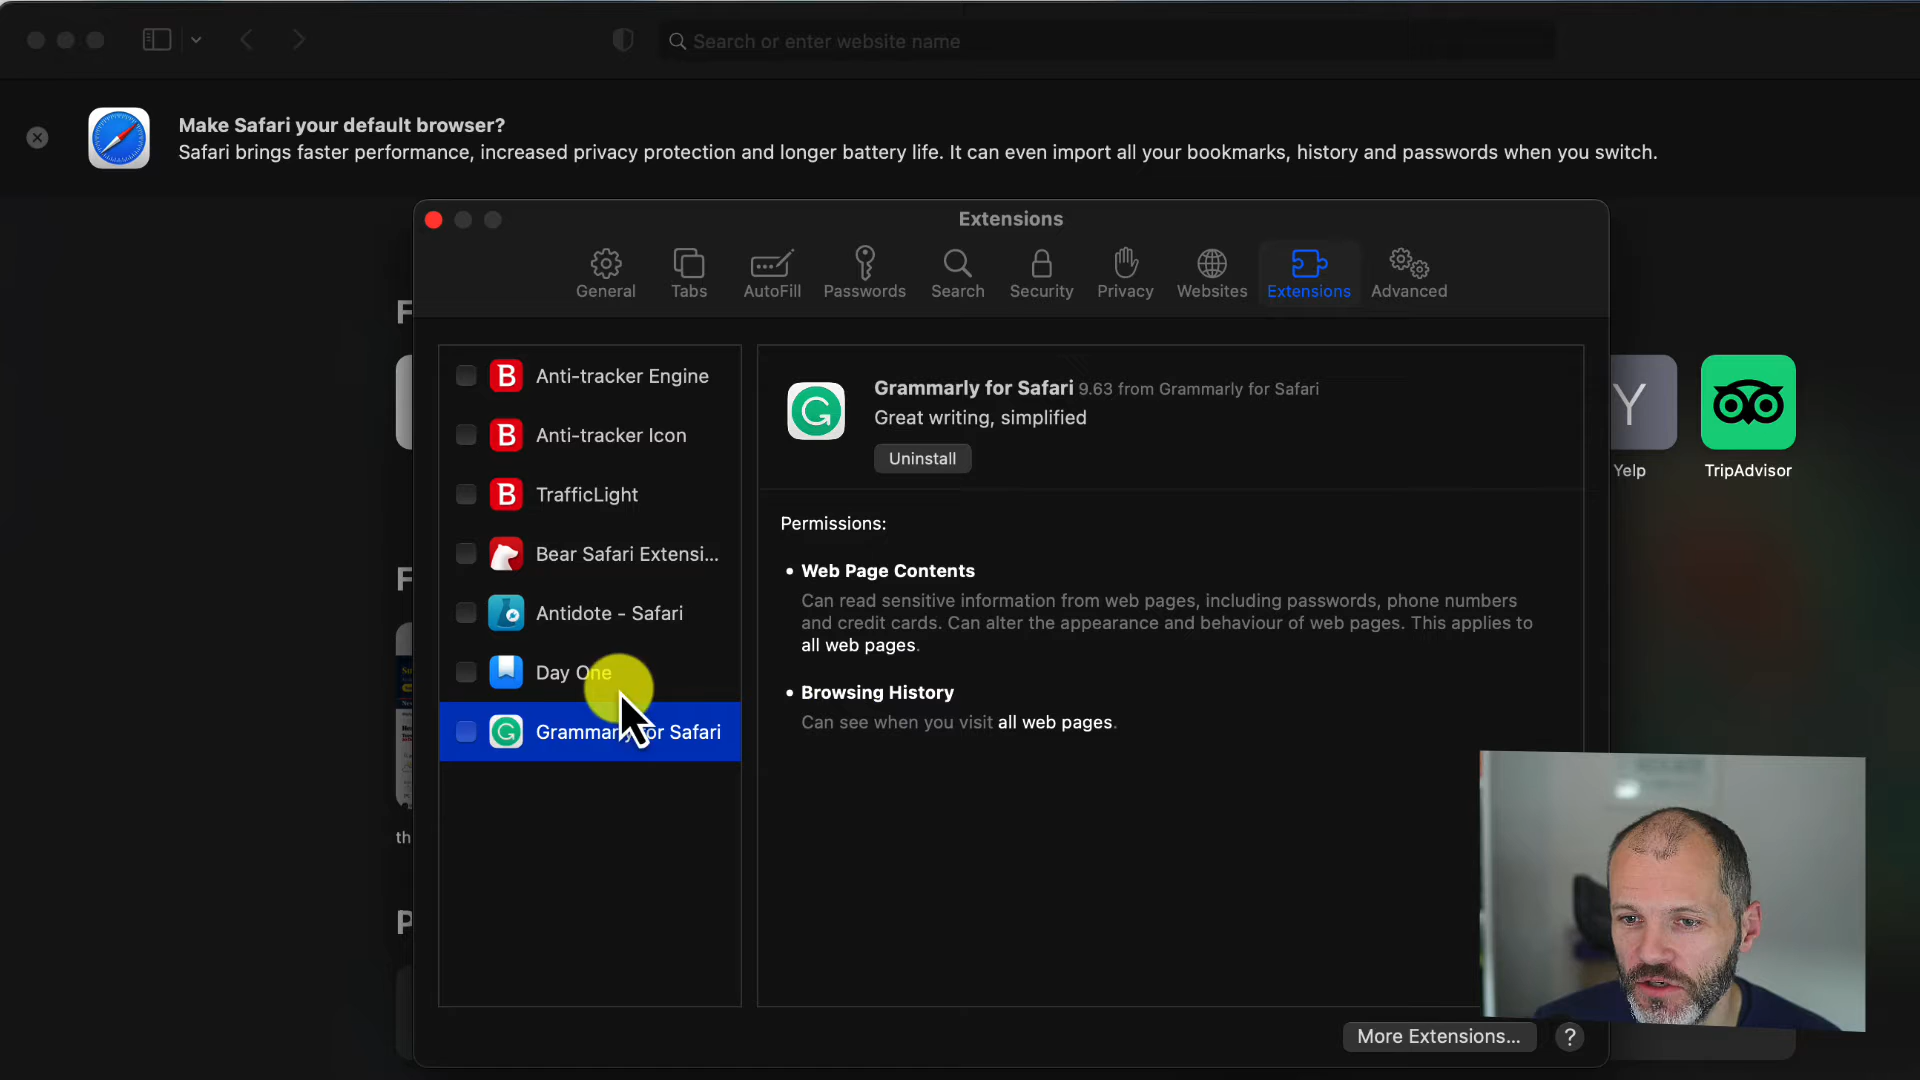 Search or enter website name
Make Safari your default browser?
Safari brings faster performance, increased privacy protection and longer battery life. It can even import all your bookmarks, history and passwords when you switch.
Extensions
General
Tabs
AutoFill
Passwords
Search
Security
Privacy
Websites
Extensions
Advanced
Anti-tracker Engine
Anti-tracker Icon
TrafficLight
Bear Safari Extensi...
Antidote – Safari
Day One
Grammarly for Safari
Grammarly for Safari 9.63 from Grammarly for Safari
Great writing, simplified
Uninstall
Permissions:
• Web Page Contents
Can read sensitive information from web pages, including passwords, phone numbers
and credit cards. Can alter the appearance and behaviour of web pages. This applies to
all web pages.
• Browsing History
Can see when you visit all web pages.
Y
Yelp
TripAdvisor
F
F
th
P
More Extensions...
?